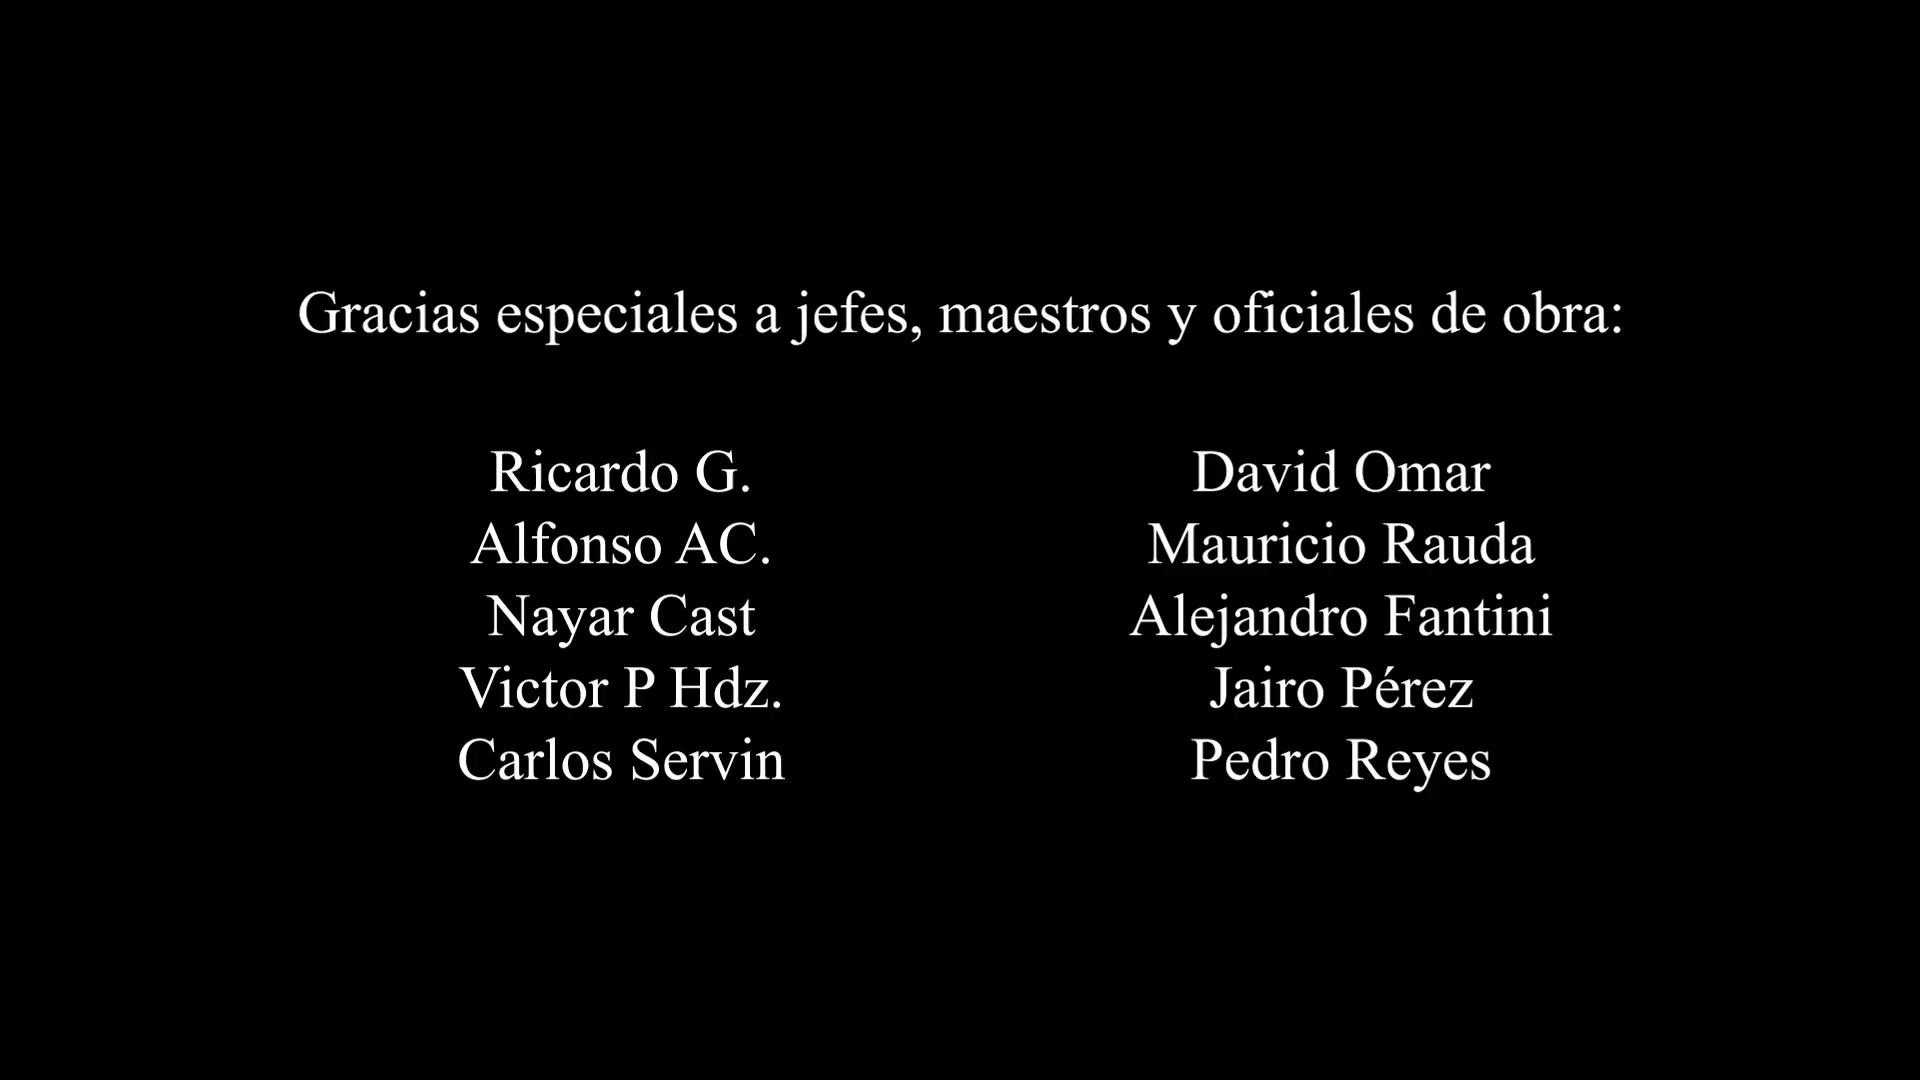 Gracias especiales a jefes, maestros y oficiales de obra:
Ricardo G.
Alfonso AC.
Nayar Cast
Victor P Hdz.
Carlos Servin
David Omar
Mauricio Rauda
Alejandro Fantini
Jairo Pérez
Pedro Reyes